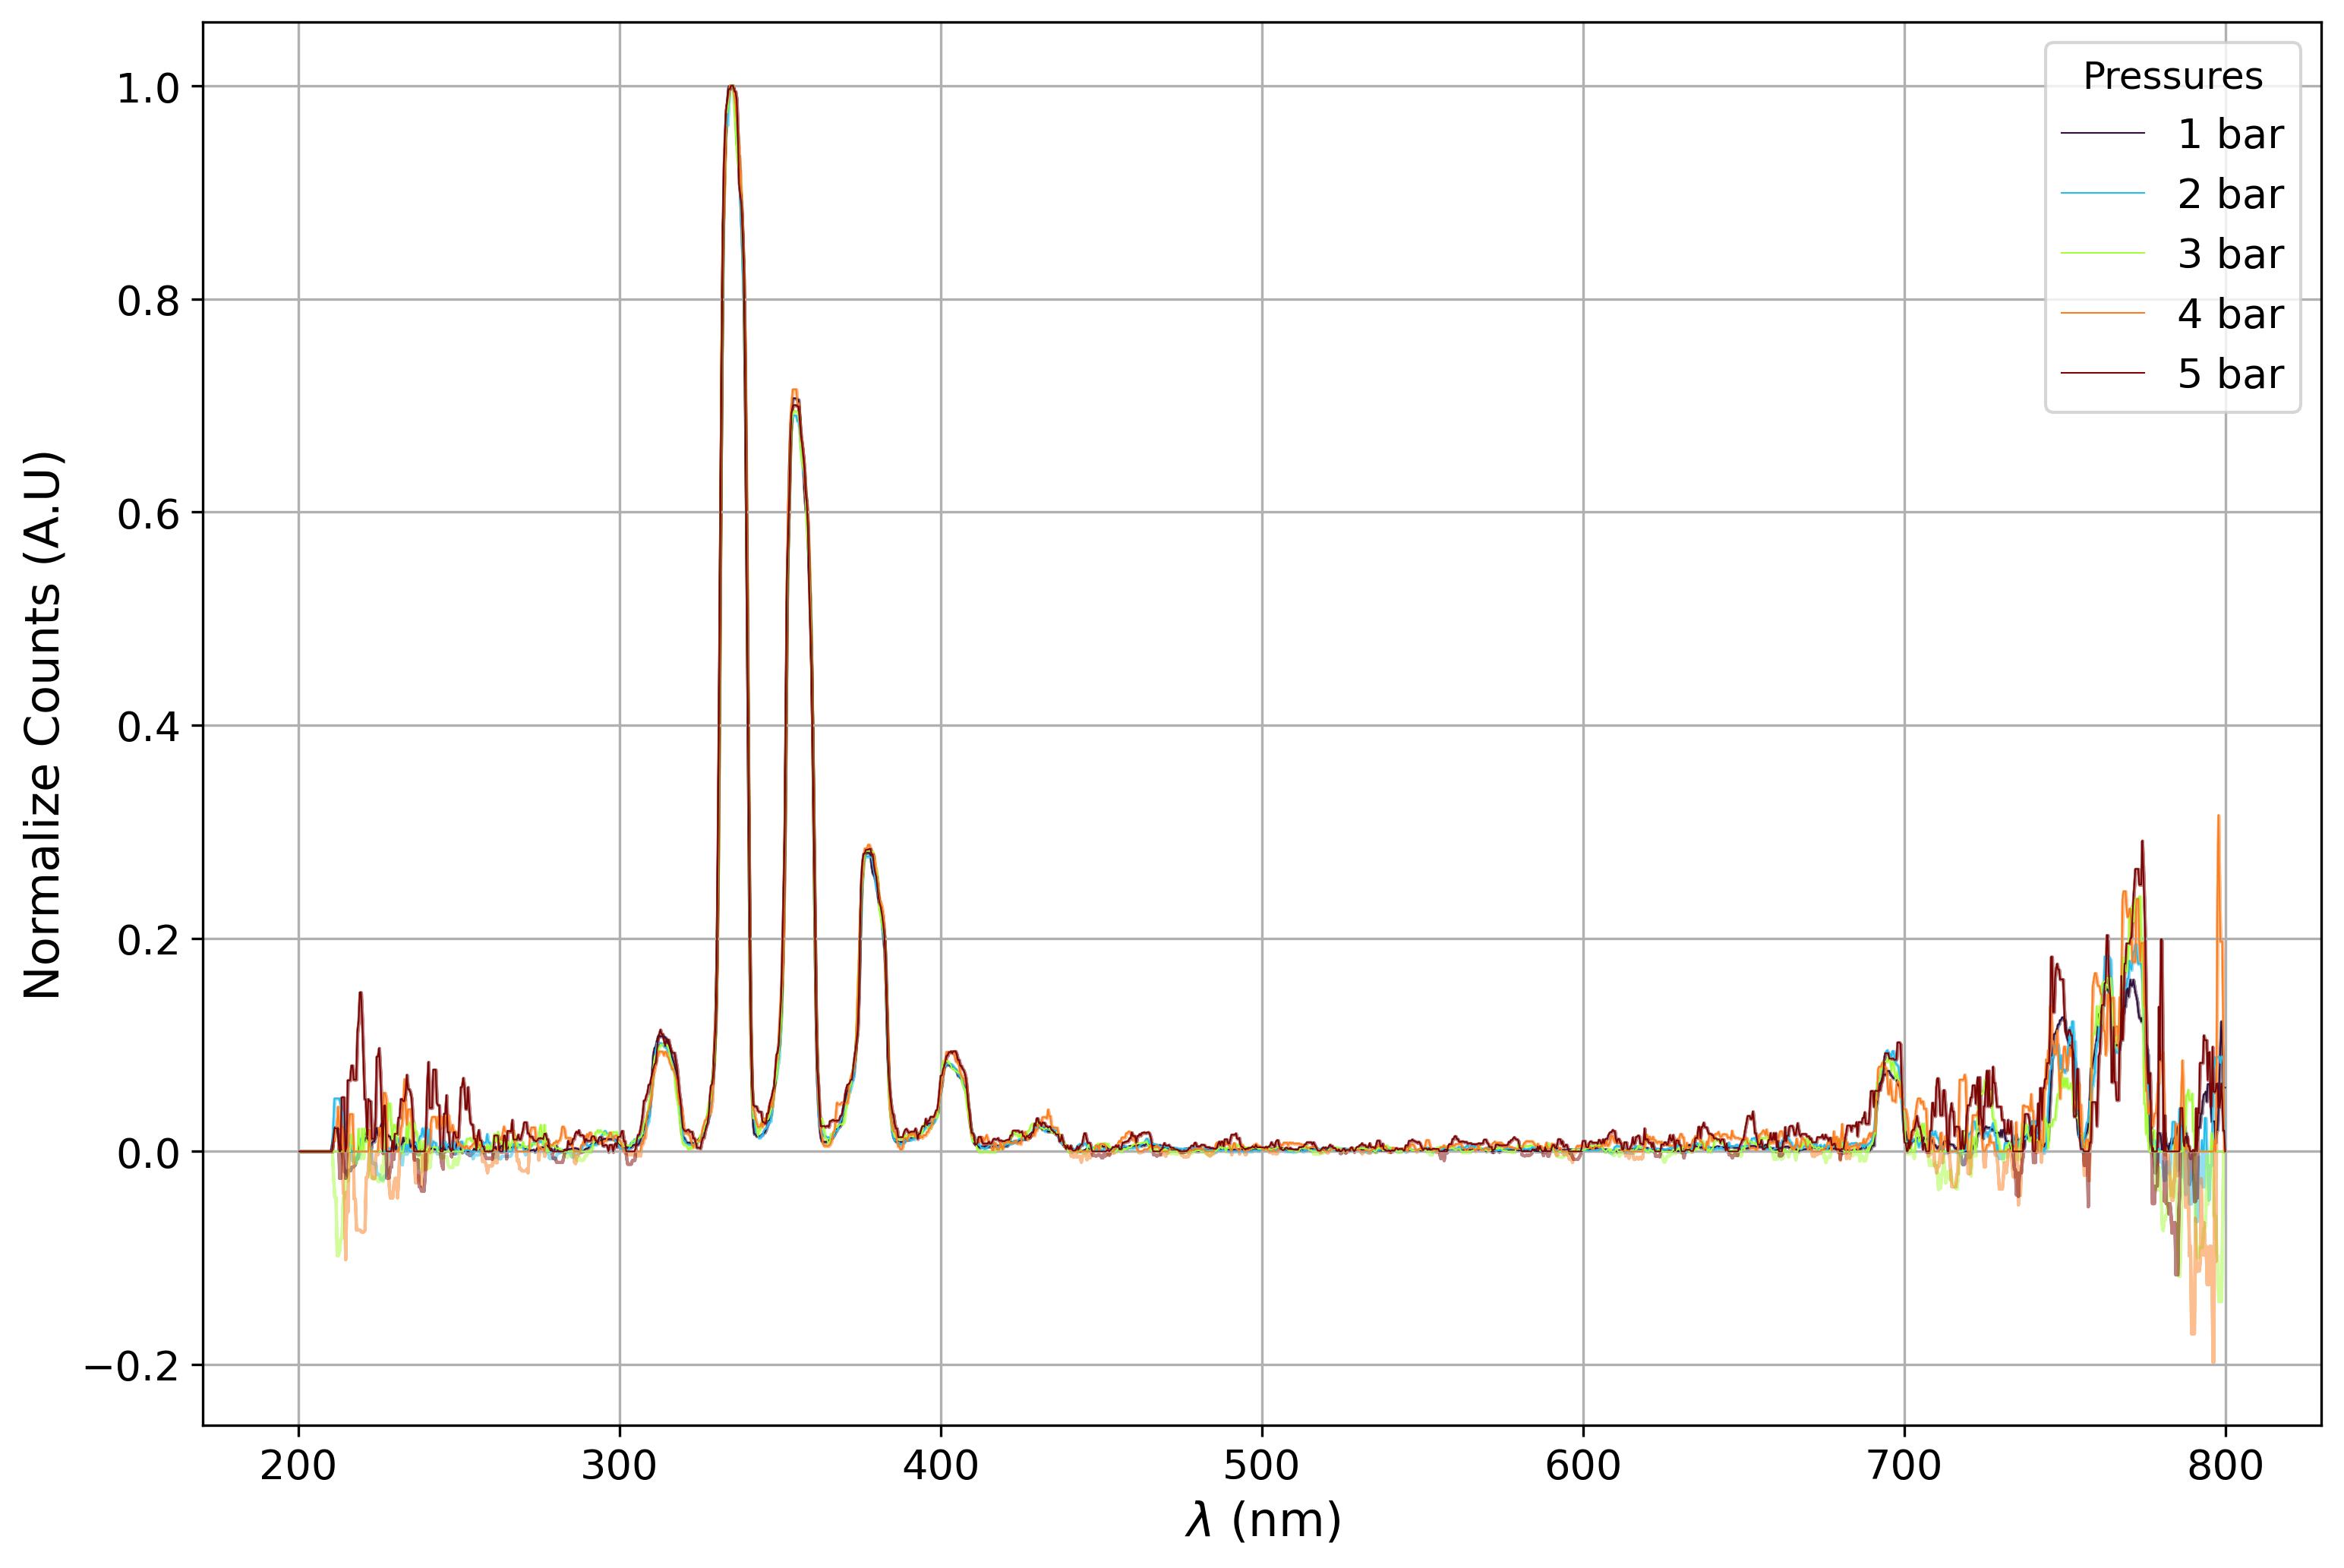 Normalize Counts (A.U)
1.0
0.8
0.6
0.4
0.2
0.0
−0.2
200 300 400 500 600 700 800
λ (nm)
Pressures
1 bar
2 bar
3 bar
4 bar
5 bar